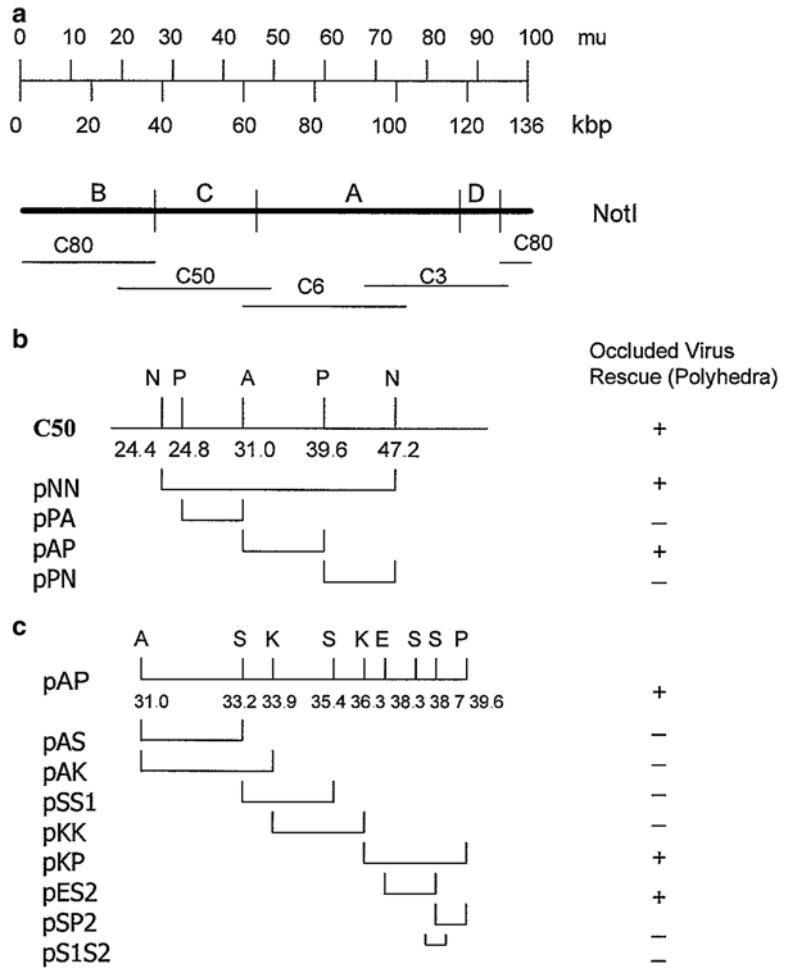 a
0 10 20 30 40 50 60 70 80 90 100 mu
0 20 40 60 80 100 120 136 kbp
B C A D NotI
C80 C80
C50 C3
C6
b
Occluded Virus
Rescue (Polyhedra)
N P A P N
C50 +
24.4 24.8 31.0 39.6 47.2
pNN +
pPA –
pAP +
pPN –
c
A S K S K E S S P
pAP +
31.0 33.2 33.9 35.4 36.3 38.3 38 7 39.6
pAS –
pAK –
pSS1 –
pKK –
pKP +
pES2 +
pSP2 –
pS1S2 –